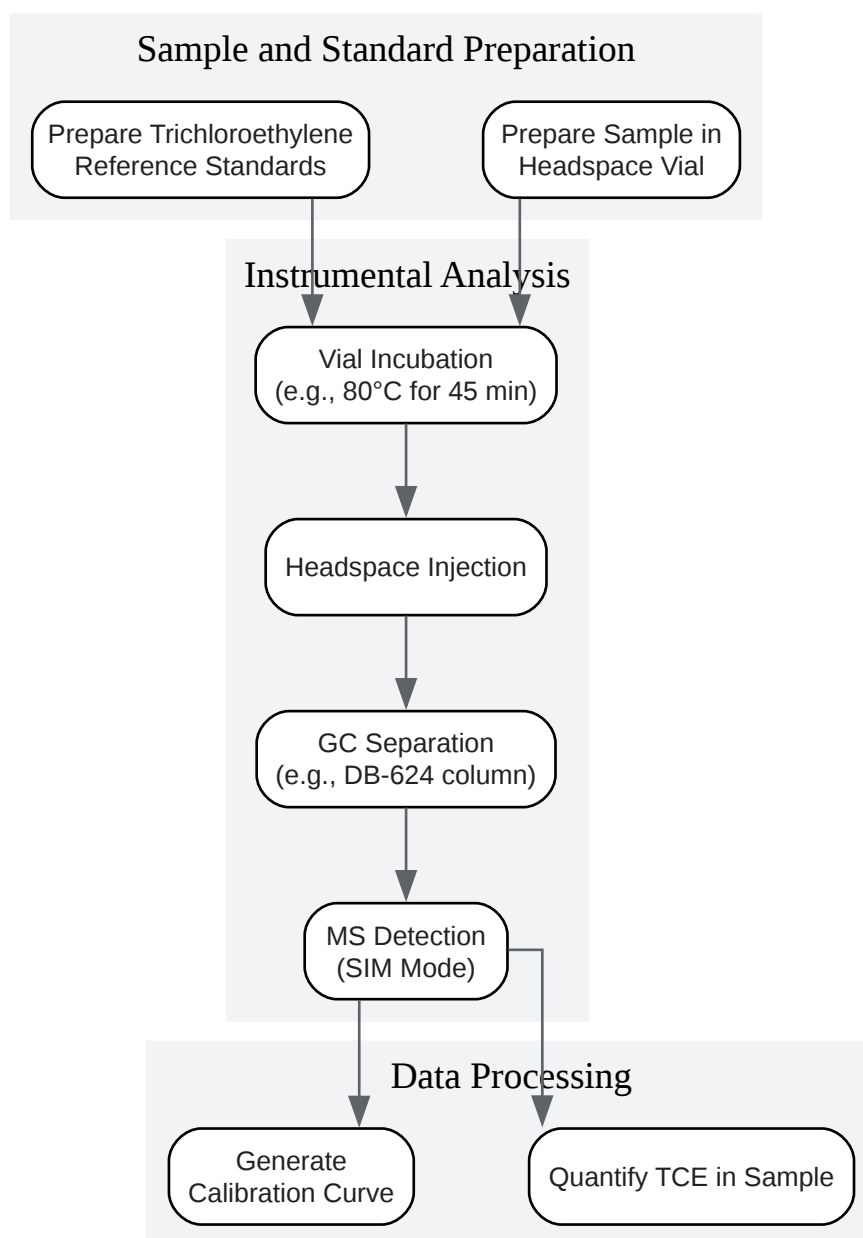 Sample and Standard Preparation
Prepare Trichloroethylene
Reference Standards
Prepare Sample in
Headspace Vial
Instrumental Analysis
Vial Incubation
(e.g., 80°C for 45 min)
Headspace Injection
GC Separation
(e.g., DB-624 column)
MS Detection
(SIM Mode)
Data Processing
Generate
Calibration Curve
Quantify TCE in Sample